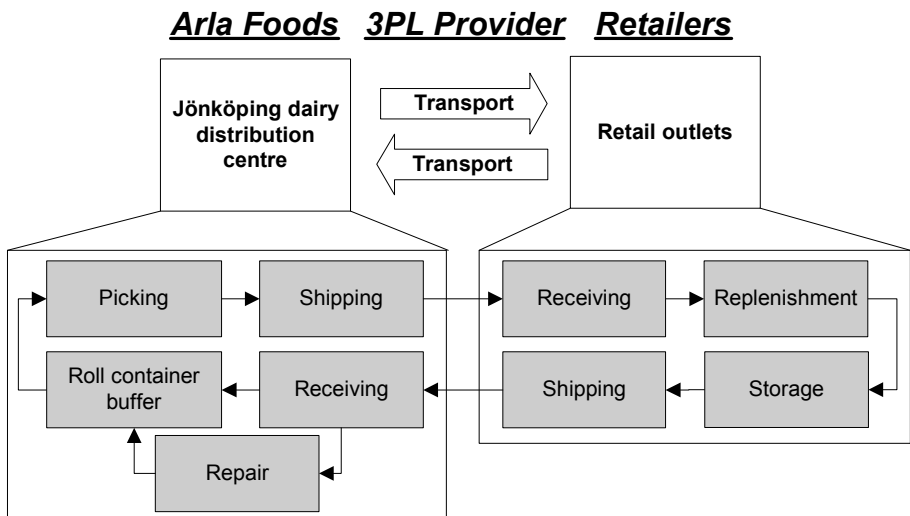 Arla Foods 3PL Provider Retailers
Jönköping dairy
distribution
centre
Transport
Transport
Retail outlets
Picking
Shipping
Receiving
Replenishment
Roll container
buffer
Receiving
Shipping
Storage
Repair